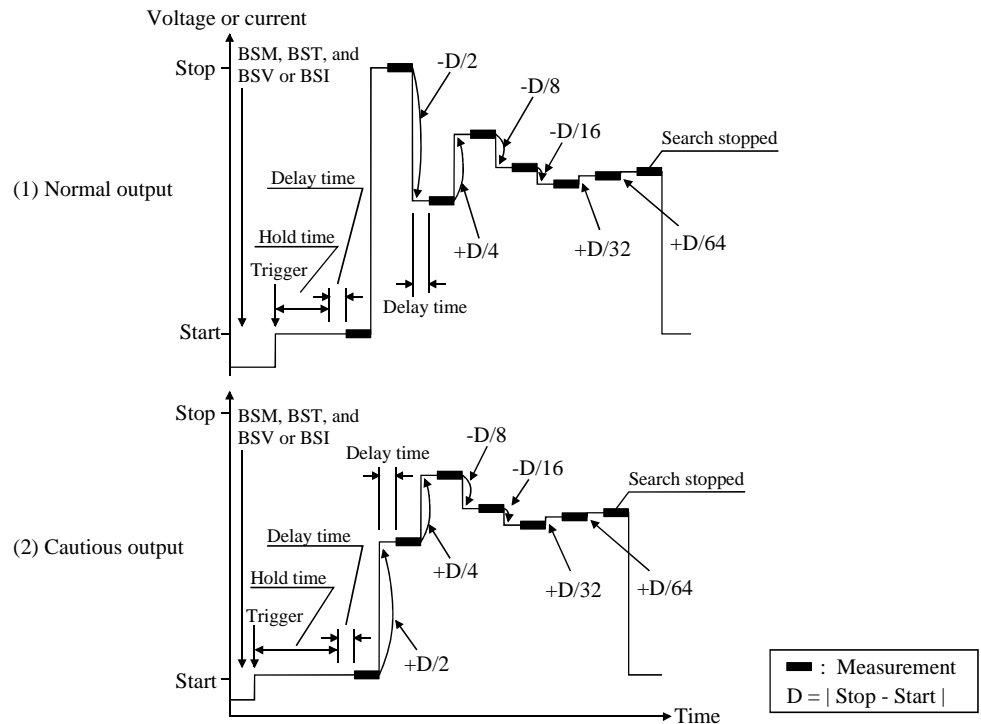 Voltage or current
Stop
BSM, BST, and
BSV or BSI
-D/2
-D/8
-D/16
Search stopped
(1) Normal output
Delay time
Hold time
Trigger
+D/4
+D/32
+D/64
Delay time
Start
Stop
BSM, BST, and
BSV or BSI
Delay time
-D/8
-D/16
Search stopped
(2) Cautious output
Delay time
Hold time
Trigger
+D/4
+D/32
+D/64
+D/2
Start
: Measurement
D = | Stop - Start |
Time